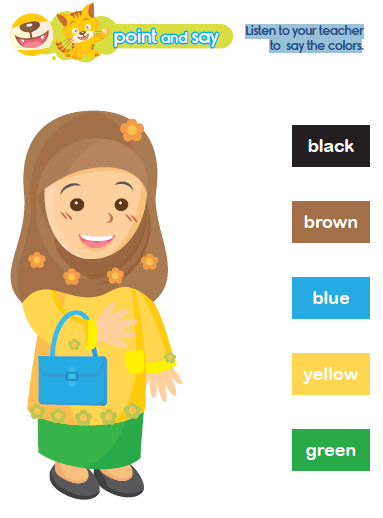 point and say
Listen to your teacher
to say the colors.
black
brown
blue
yellow
green